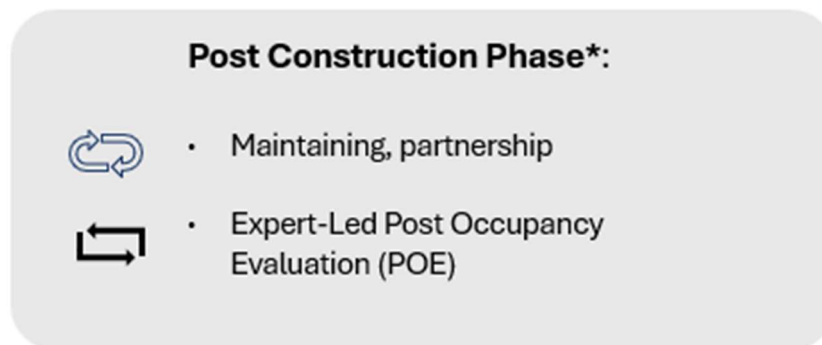 Post Construction Phase*:
• Maintaining, partnership
• Expert-Led Post Occupancy
Evaluation (POE)